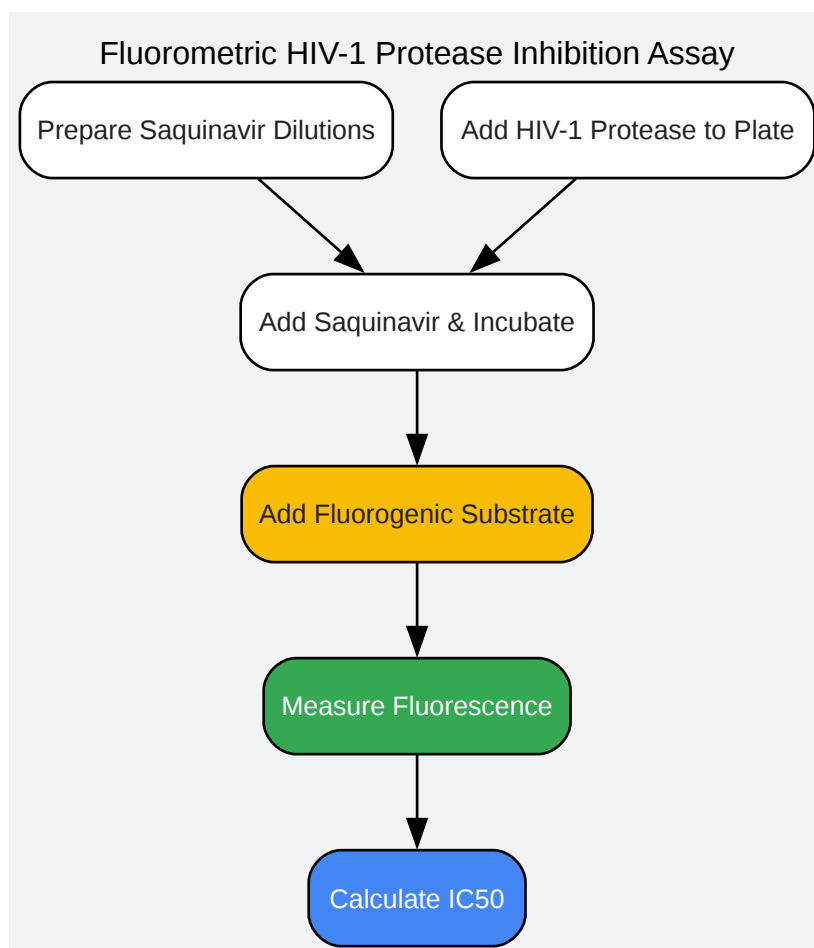 Fluorometric HIV-1 Protease Inhibition Assay
Prepare Saquinavir Dilutions
Add HIV-1 Protease to Plate
Add Saquinavir & Incubate
Add Fluorogenic Substrate
Measure Fluorescence
Calculate IC50